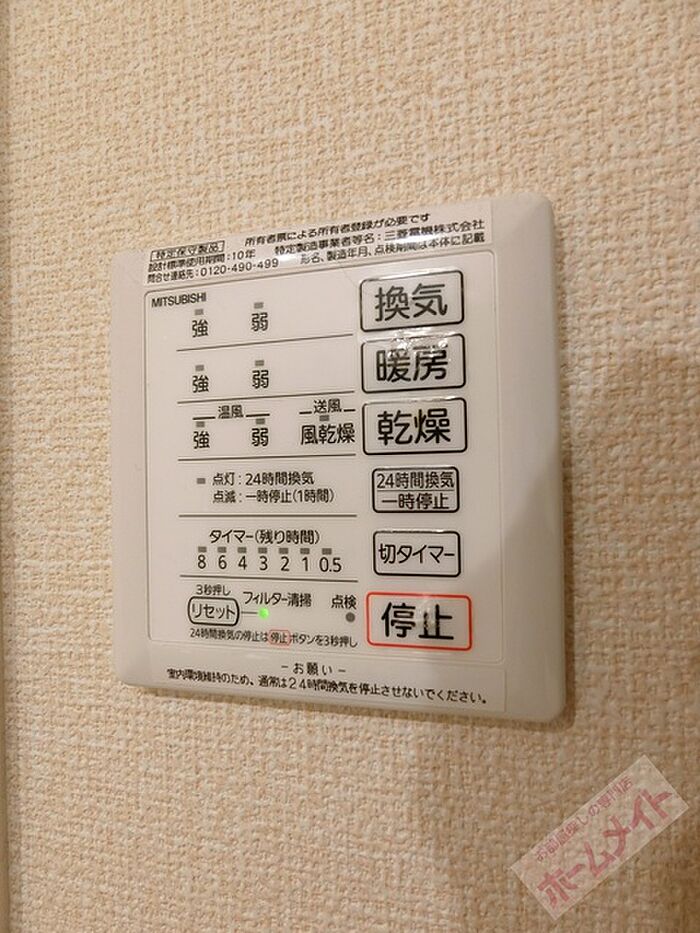 特定保守製品 所有者票による所有者登録が必要です
設計標準使用期間:10年 特定製造事業者等名:三菱電機株式会社
問合せ連絡先:0120-490-499 形名、製造年月、点検期間は本体に記載
MITSUBISHI
強 弱 換気
強 弱 暖房
温風 送風
強 弱 風乾燥 乾燥
点灯:24時間換気
点滅:一時停止(1時間)
24時間換気
一時停止
タイマー(残り時間)
8 6 4 3 2 1 0.5
切タイマー
3秒押し
リセット フィルター清掃 点検
停止
24時間換気の停止は停止ボタンを3秒押し
-お願い-
室内環境維持のため、通常は24時間換気を停止させないでください。
お部屋探しの専門店
ホームメイト